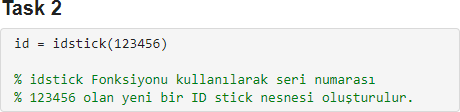 Task 2
id = idstick(123456)
% idstick Fonksiyonu kullanılarak seri numarası
% 123456 olan yeni bir ID stick nesnesi oluşturulur.